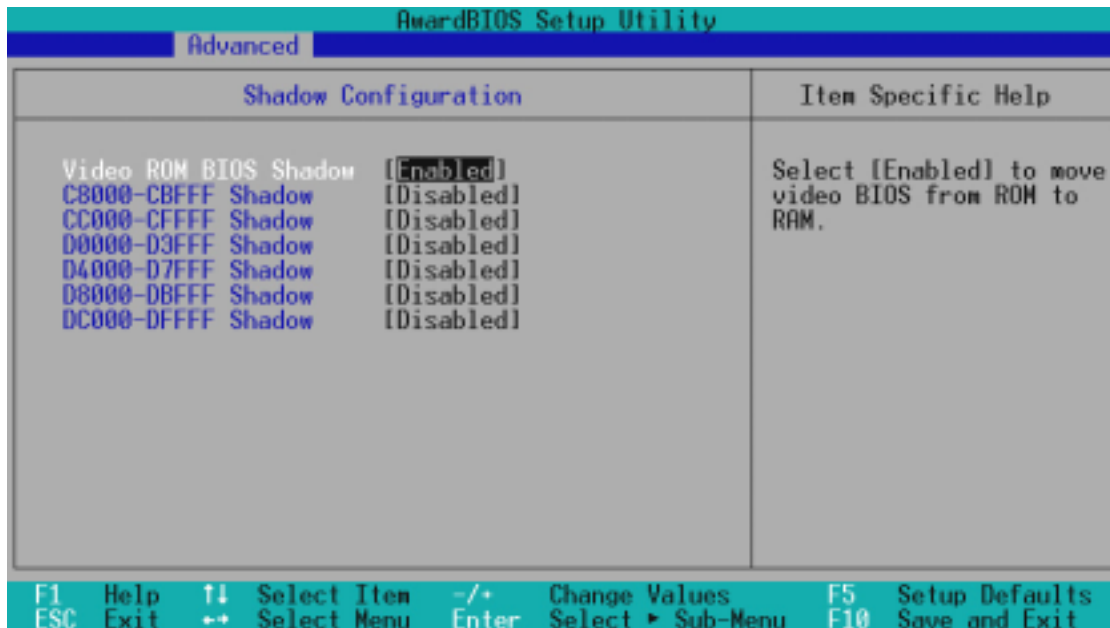 AwardBIOS Setup Utility
Advanced
Shadow Configuration
Item Specific Help
Video ROM BIOS Shadow [Enabled]
C8000-CBFFF Shadow [Disabled]
CC000-CFFFF Shadow [Disabled]
D0000-D3FFF Shadow [Disabled]
D4000-D7FFF Shadow [Disabled]
D8000-DBFFF Shadow [Disabled]
DC000-DFFFF Shadow [Disabled]
Select [Enabled] to move
video BIOS from ROM to
RAM.
F1 Help ↑↓ Select Item -/+ Change Values F5 Setup Defaults
ESC Exit ←→ Select Menu Enter Select ► Sub-Menu F10 Save and Exit